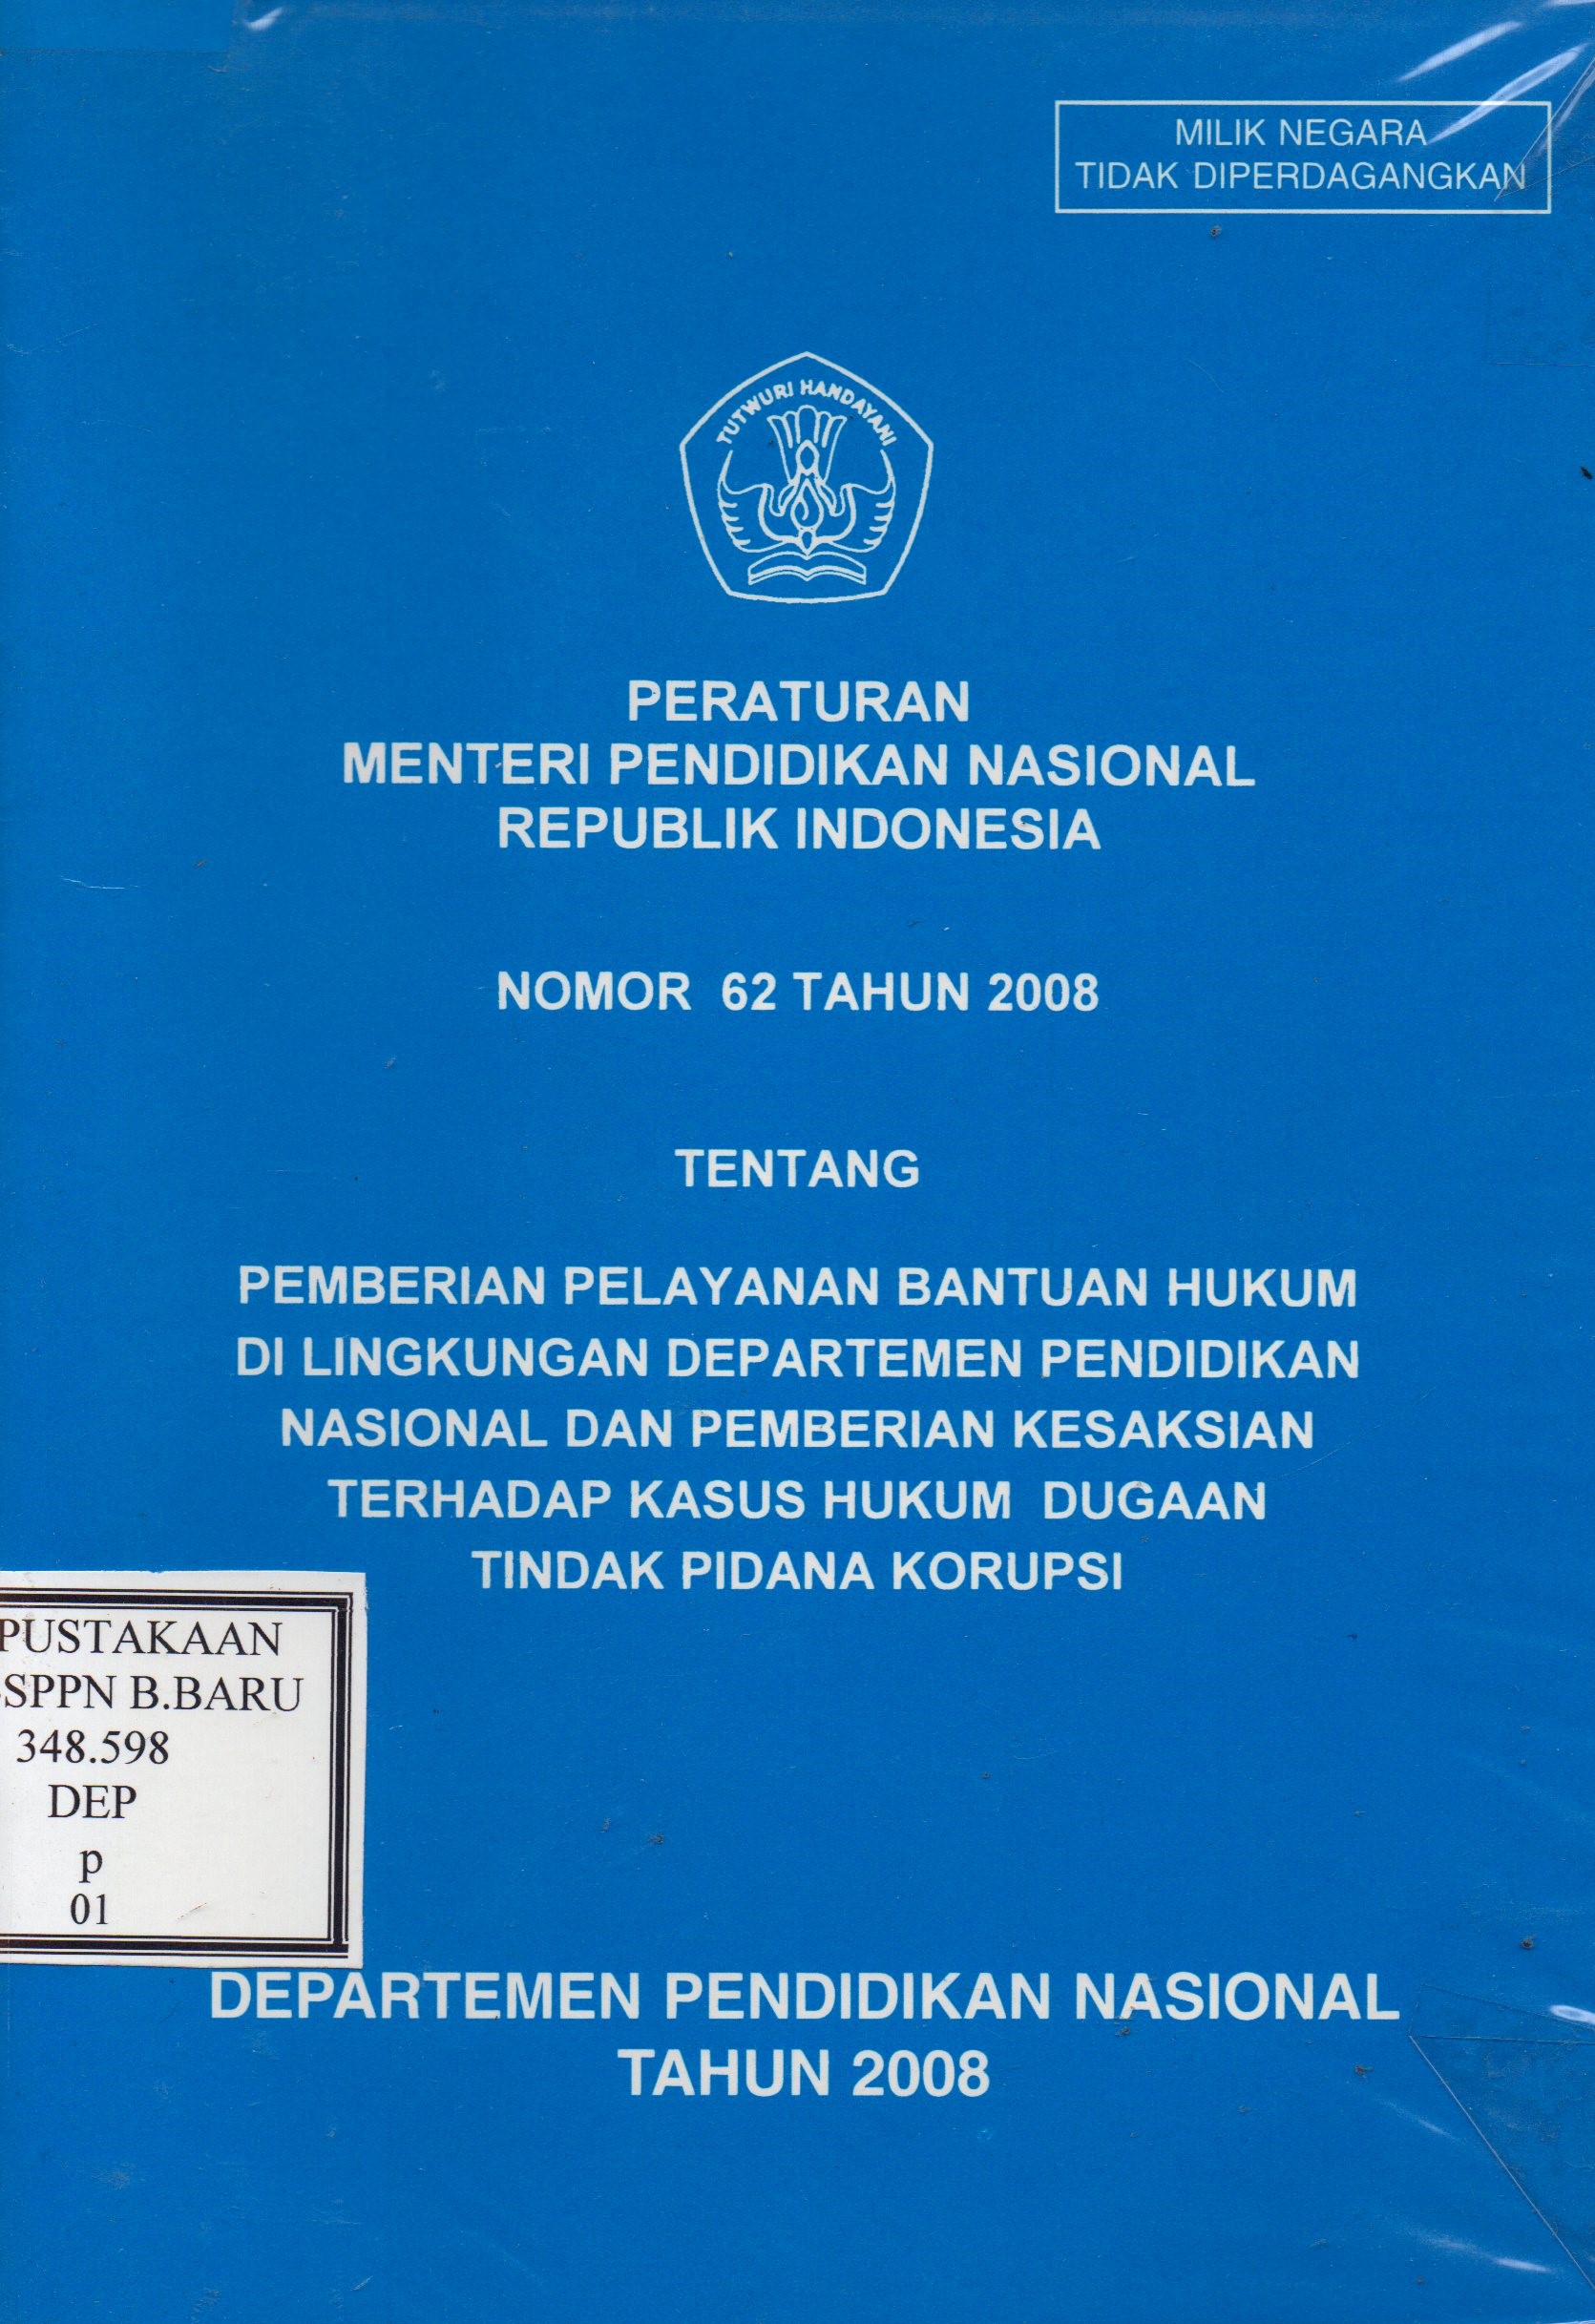 MILIK NEGARA
TIDAK DIPERDAGANGKAN
TUTWURI HANDAYANI
PERATURAN
MENTERI PENDIDIKAN NASIONAL
REPUBLIK INDONESIA
NOMOR 62 TAHUN 2008
TENTANG
PEMBERIAN PELAYANAN BANTUAN HUKUM
DI LINGKUNGAN DEPARTEMEN PENDIDIKAN
NASIONAL DAN PEMBERIAN KESAKSIAN
TERHADAP KASUS HUKUM DUGAAN
TINDAK PIDANA KORUPSI
PUSTAKAAN
SPPN B.BARU
348.598
DEP
p
01
DEPARTEMEN PENDIDIKAN NASIONAL
TAHUN 2008